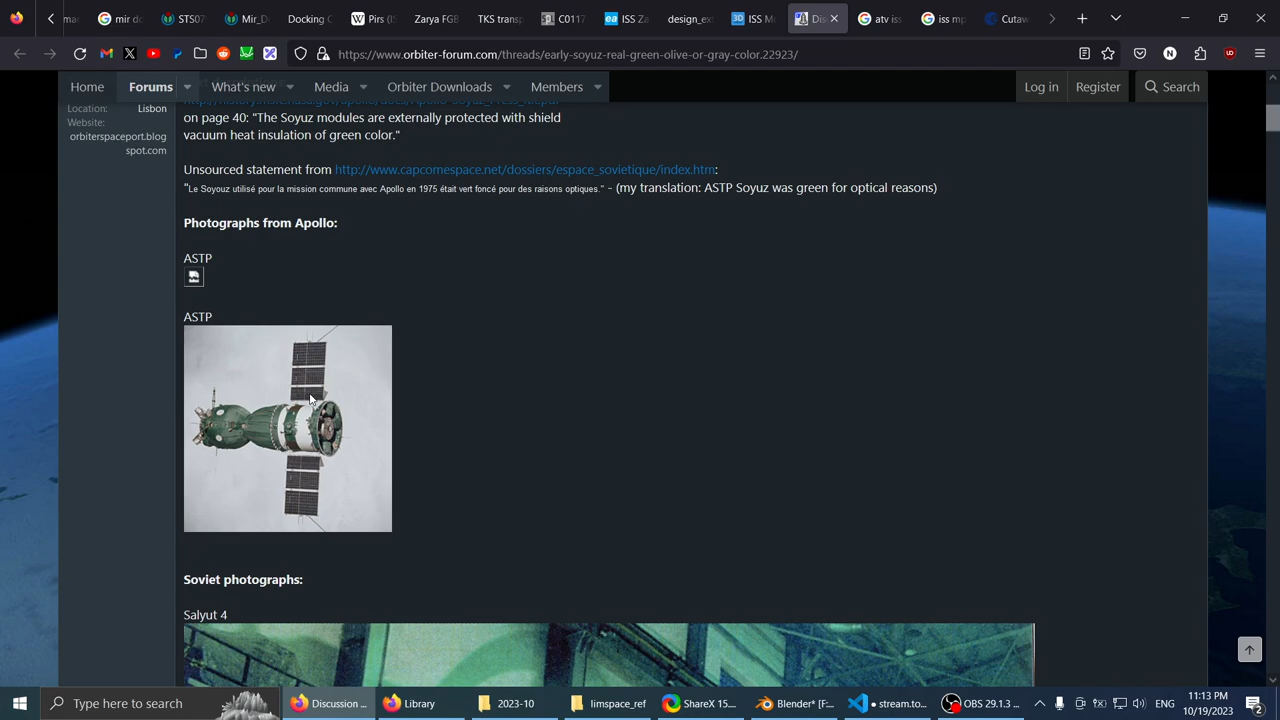 mir do
STS07
Mir_D
Docking C
Pirs (IS
Zarya FGB
TKS transp
C0117
ISS Za
design_ex
ISS M
Dis
atv iss
iss mp
Cutaw
https://www.orbiter-forum.com/threads/early-soyuz-real-green-olive-or-gray-color.22923/
Home
Forums
What's new
Media
Orbiter Downloads
Members
Log in
Register
Search
Location:
Lisbon
Website:
orbiterspaceport.blog
spot.com
on page 40: "The Soyuz modules are externally protected with shield
vacuum heat insulation of green color."
Unsourced statement from http://www.capcomespace.net/dossiers/espace_sovietique/index.htm:
"Le Soyouz utilisé pour la mission commune avec Apollo en 1975 était vert foncé pour des raisons optiques." - (my translation: ASTP Soyuz was green for optical reasons)
Photographs from Apollo:
ASTP
ASTP
Soviet photographs:
Salyut 4
Type here to search
Discussion ...
Library
2023-10
limspace_ref
ShareX 15....
Blender* [F...
● stream.to...
OBS 29.1.3 ...
ENG
11:13 PM
10/19/2023
2